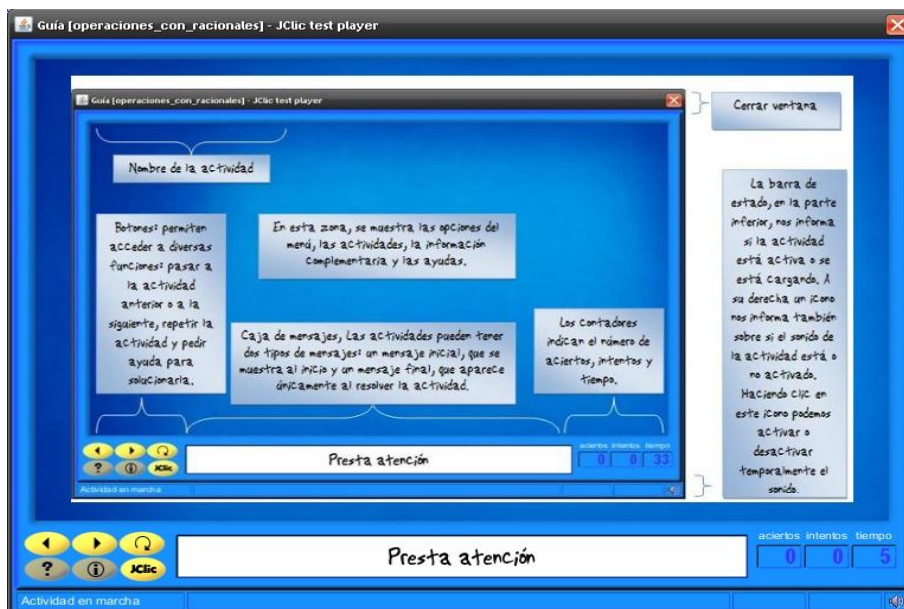 Guía [operaciones_con_racionales] - JClic test player
Guía [operaciones_con_racionales] - JClic test player
Cerrar ventana
Nombre de la actividad
Botones: permiten
acceder a diversas
funciones: pasar a
la actividad
anterior o a la
siguiente, repetir la
actividad y pedir
ayuda para
solucionarla.
En esta zona, se muestra las opciones del
menú, las actividades, la información
complementaria y las ayudas.
Caja de mensajes, Las actividades pueden tener
dos tipos de mensajes: un mensaje inicial, que se
muestra al inicio y un mensaje final, que aparece
únicamente al resolver la actividad.
Los contadores
indican el número de
aciertos, intentos y
tiempo.
La barra de
estado, en la parte
inferior, nos informa
si la actividad
está activa o se
está cargando. A
su derecha un icono
nos informa también
sobre si el sonido de
la actividad está o
no activado.
Haciendo clic en
este icono podemos
activar o
desactivar
temporalmente el
sonido.
aciertos intentos tiempo
0 0 33
Presta atención
? i JClic
Actividad en marcha
aciertos intentos tiempo
0 0 5
Presta atención
? i JClic
Actividad en marcha